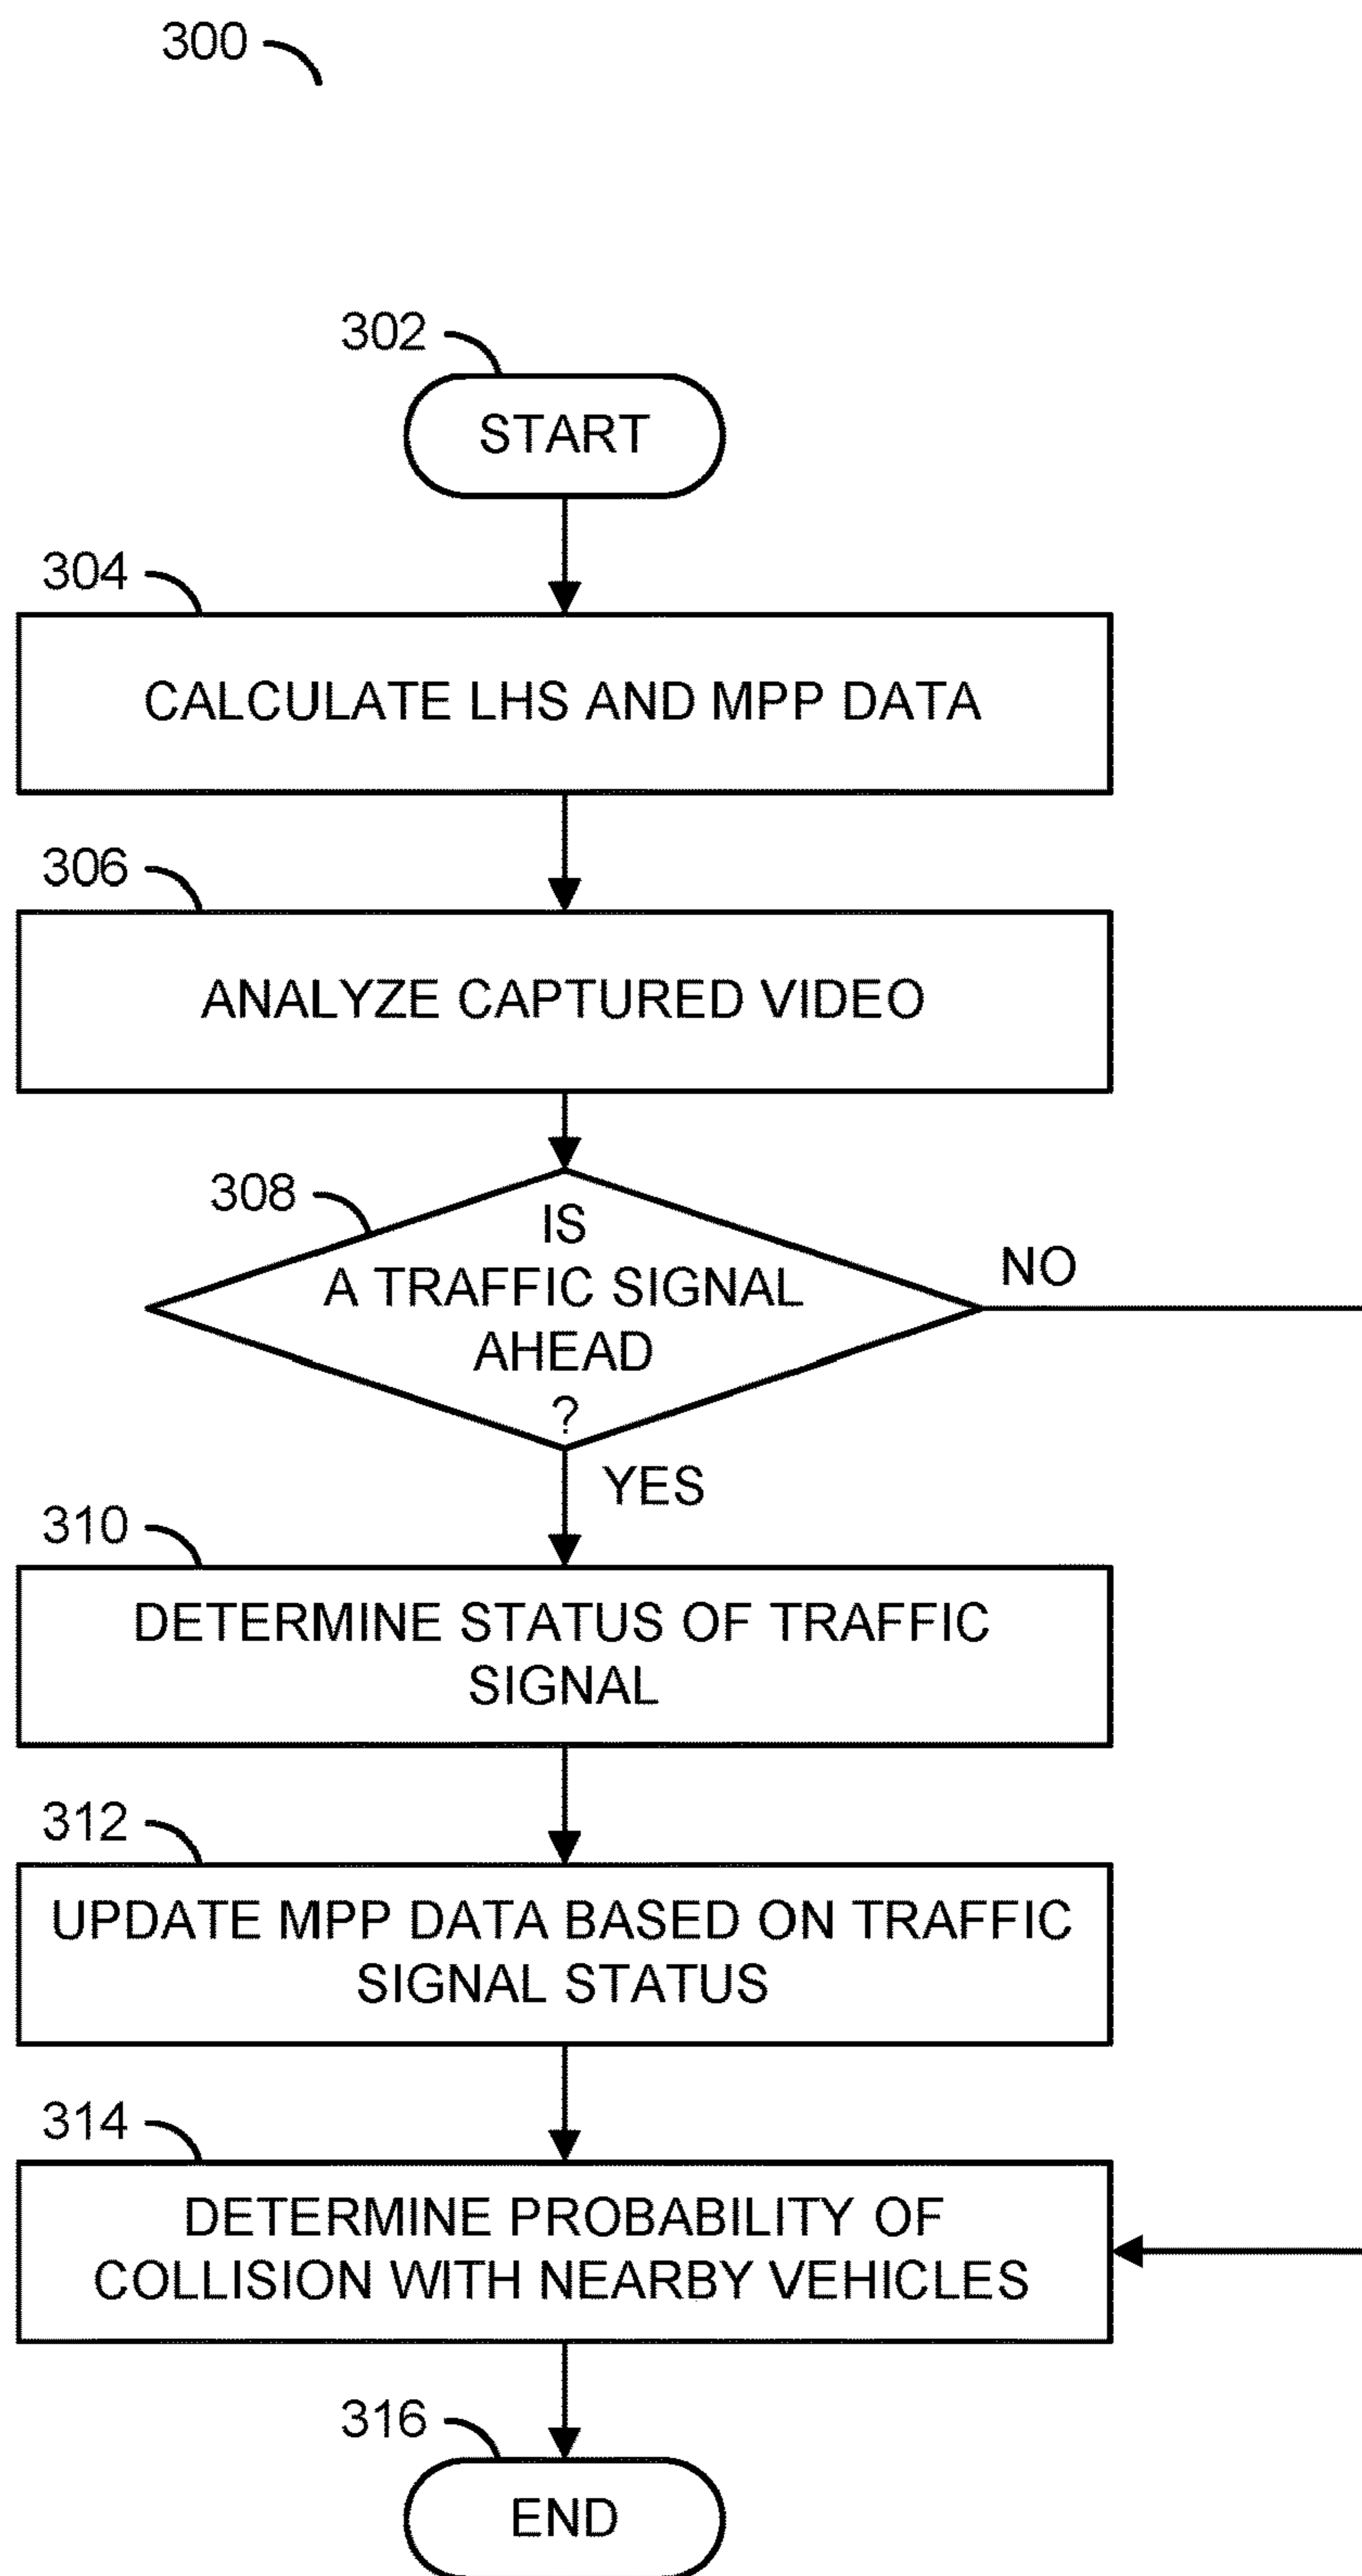 300
302
START
304
CALCULATE LHS AND MPP DATA
306
ANALYZE CAPTURED VIDEO
308
IS
A TRAFFIC SIGNAL
AHEAD
?
NO
YES
310
DETERMINE STATUS OF TRAFFIC
SIGNAL
312
UPDATE MPP DATA BASED ON TRAFFIC
SIGNAL STATUS
314
DETERMINE PROBABILITY OF
COLLISION WITH NEARBY VEHICLES
316
END